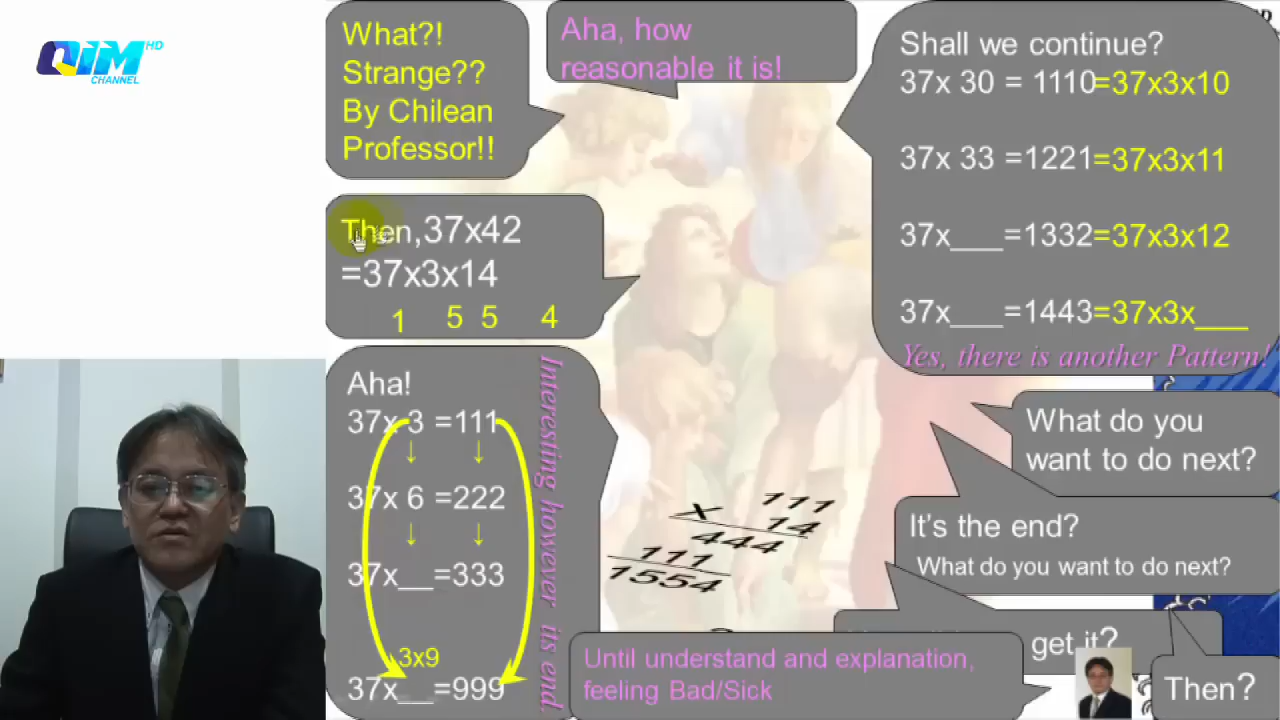 QIM HD
CHANNEL
What?!
Strange??
By Chilean
Professor!!
Aha, how
reasonable it is!
Shall we continue?
37x 30 = 1110=37x3x10
37x 33 =1221=37x3x11
37x___=1332=37x3x12
37x___=1443=37x3x___
Yes, there is another Pattern!
Then,37x42
=37x3x14
1 5 5 4
Aha!
37x 3 =111
↓ ↓
37x 6 =222
↓ ↓
37x__=333
3x9
37x__=999
Interesting however its end.
111
x 14
444
111
1554
What do you
want to do next?
It's the end?
What do you want to do next?
get it?
Until understand and explanation,
feeling Bad/Sick
Then?